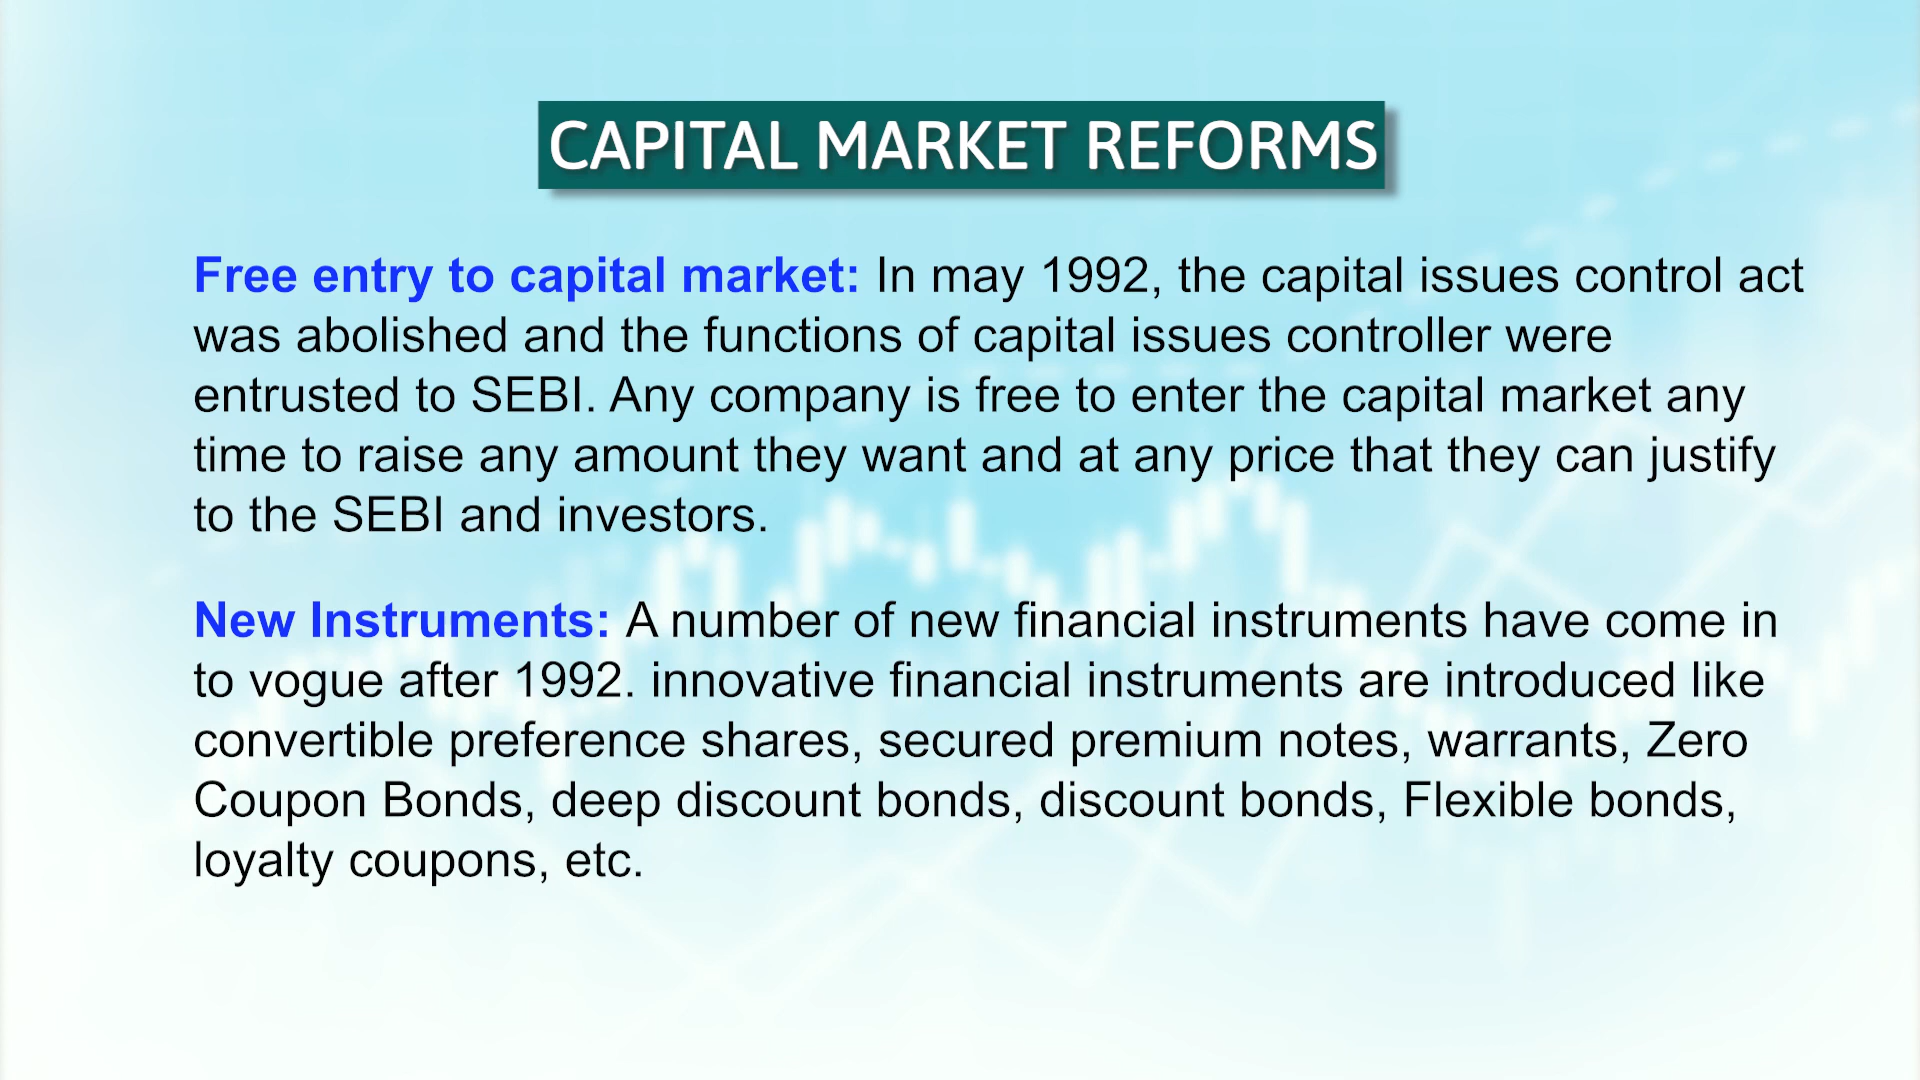 CAPITAL MARKET REFORMS
Free entry to capital market: In may 1992, the capital issues control act
was abolished and the functions of capital issues controller were
entrusted to SEBI. Any company is free to enter the capital market any
time to raise any amount they want and at any price that they can justify
to the SEBI and investors.
New Instruments: A number of new financial instruments have come in
to vogue after 1992. innovative financial instruments are introduced like
convertible preference shares, secured premium notes, warrants, Zero
Coupon Bonds, deep discount bonds, discount bonds, Flexible bonds,
loyalty coupons, etc.